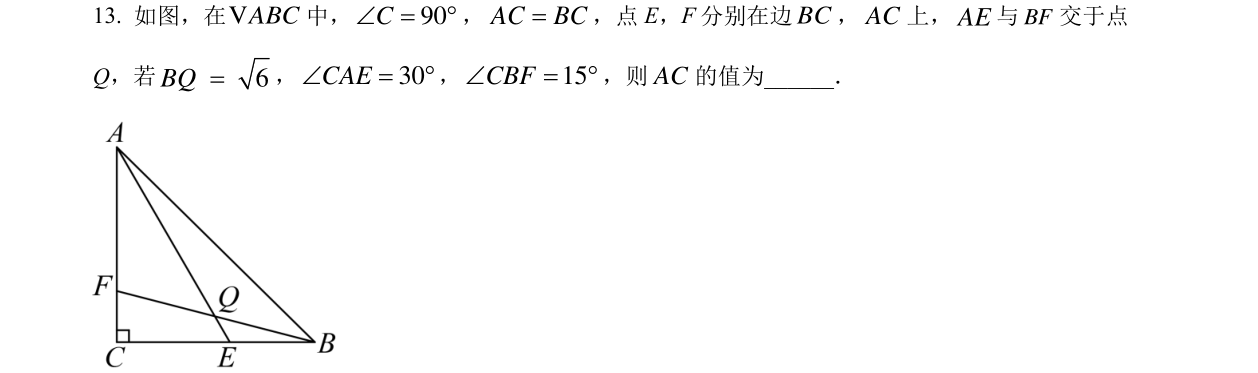 13. 如图，在VABC 中，∠C = 90°，AC = BC，点 E，F 分别在边 BC，AC 上，AE 与 BF 交于点
Q，若 BQ = √6，∠CAE = 30°，∠CBF = 15°，则 AC 的值为______.
A
F
Q
C
E
B